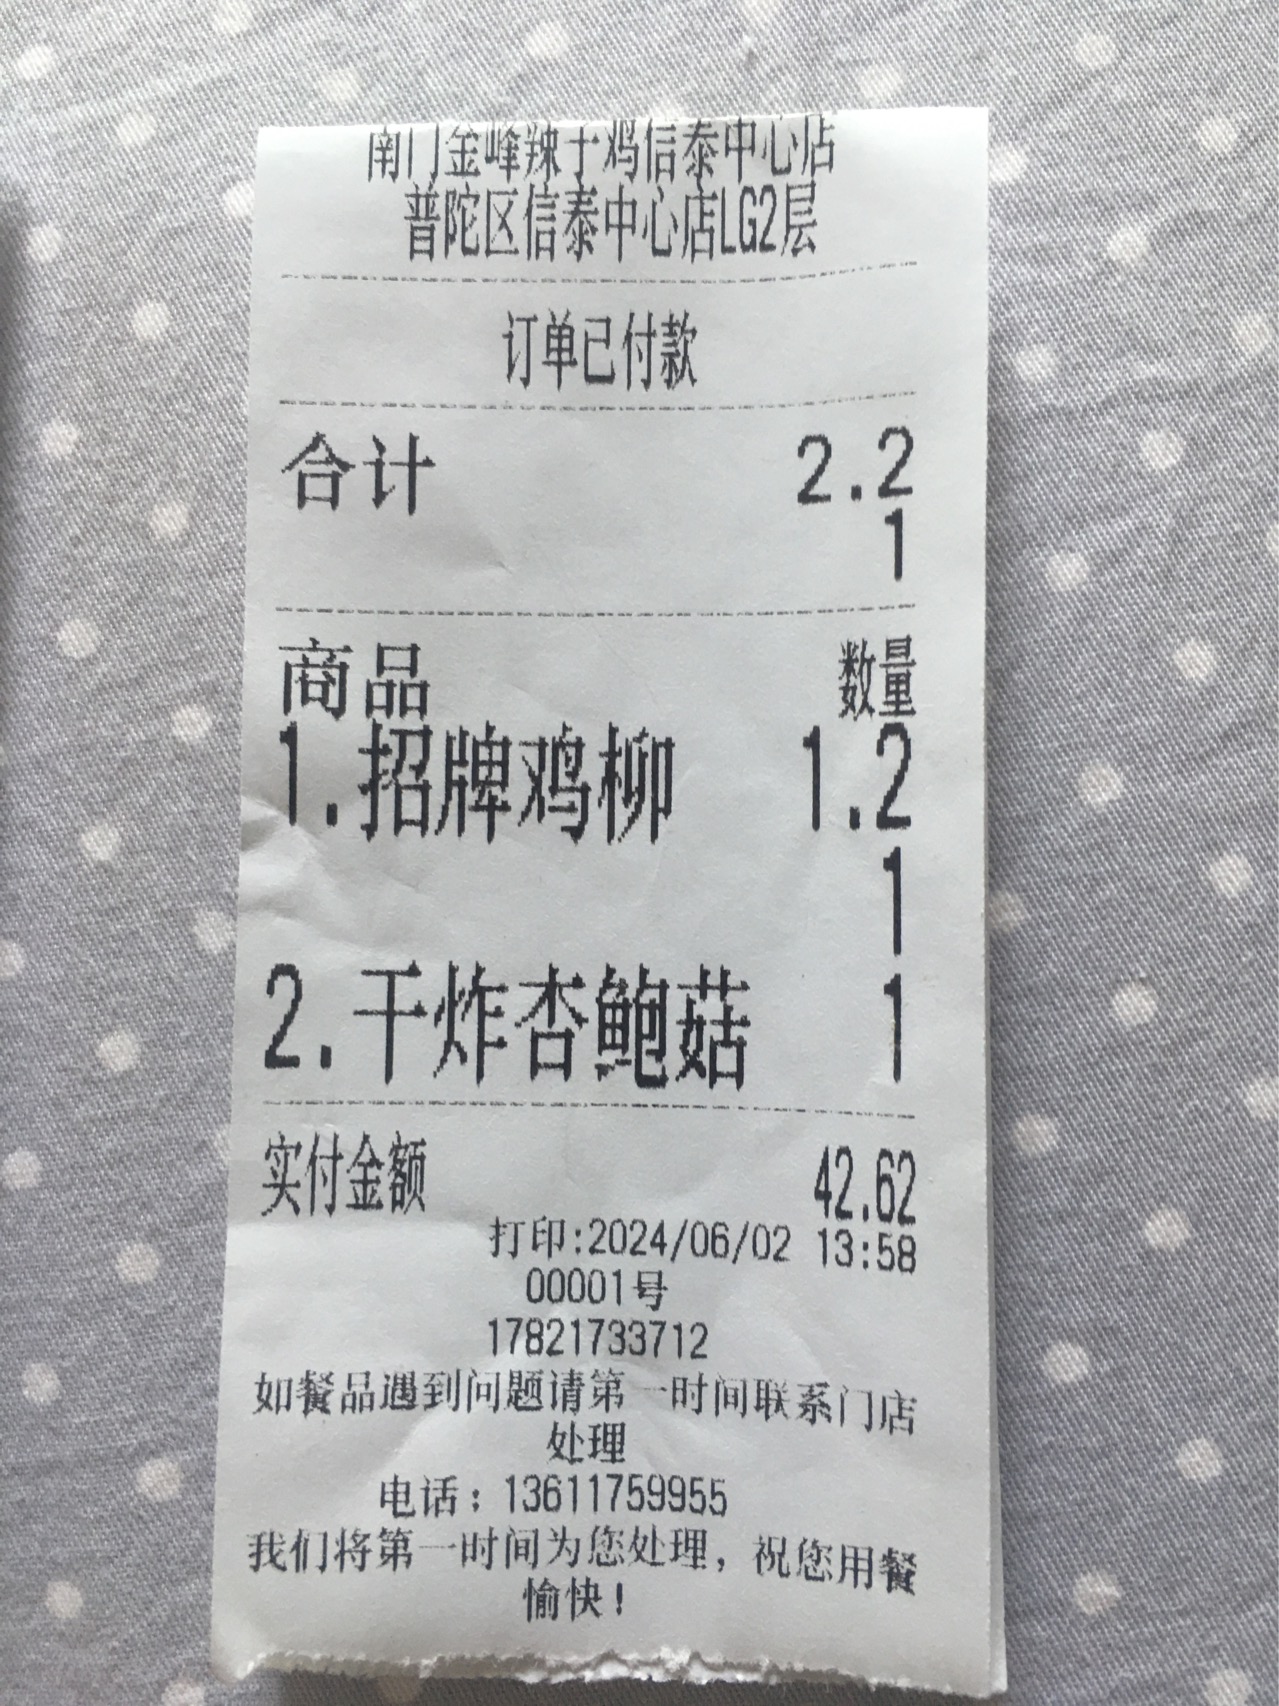 南门金峰辣子鸡信泰中心店
普陀区信泰中心店LG2层
订单已付款
合计 2.2
1
商品 数量
1.招牌鸡柳 1.2
1
2.干炸杏鲍菇 1
实付金额 42.62
打印:2024/06/02 13:58
00001号
17821733712
如餐品遇到问题请第一时间联系门店
处理
电话：13611759955
我们将第一时间为您处理，祝您用餐
愉快！